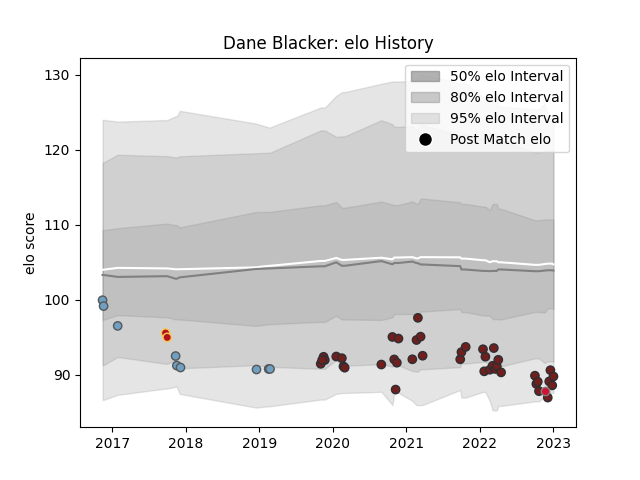 Dane Blacker: elo History
50% elo Interval
80% elo Interval
95% elo Interval
Post Match elo
elo score
130
120
110
100
90
2017 2018 2019 2020 2021 2022 2023